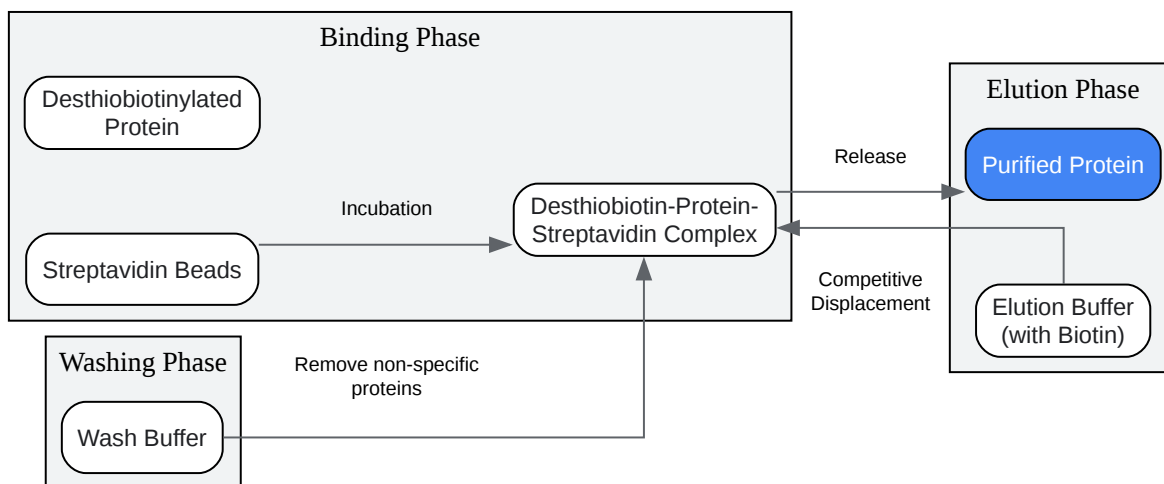 Binding Phase
Desthiobiotinylated
Protein
Incubation
Streptavidin Beads
Desthiobiotin-Protein-
Streptavidin Complex
Release
Elution Phase
Purified Protein
Competitive
Displacement
Elution Buffer
(with Biotin)
Washing Phase
Wash Buffer
Remove non-specific
proteins